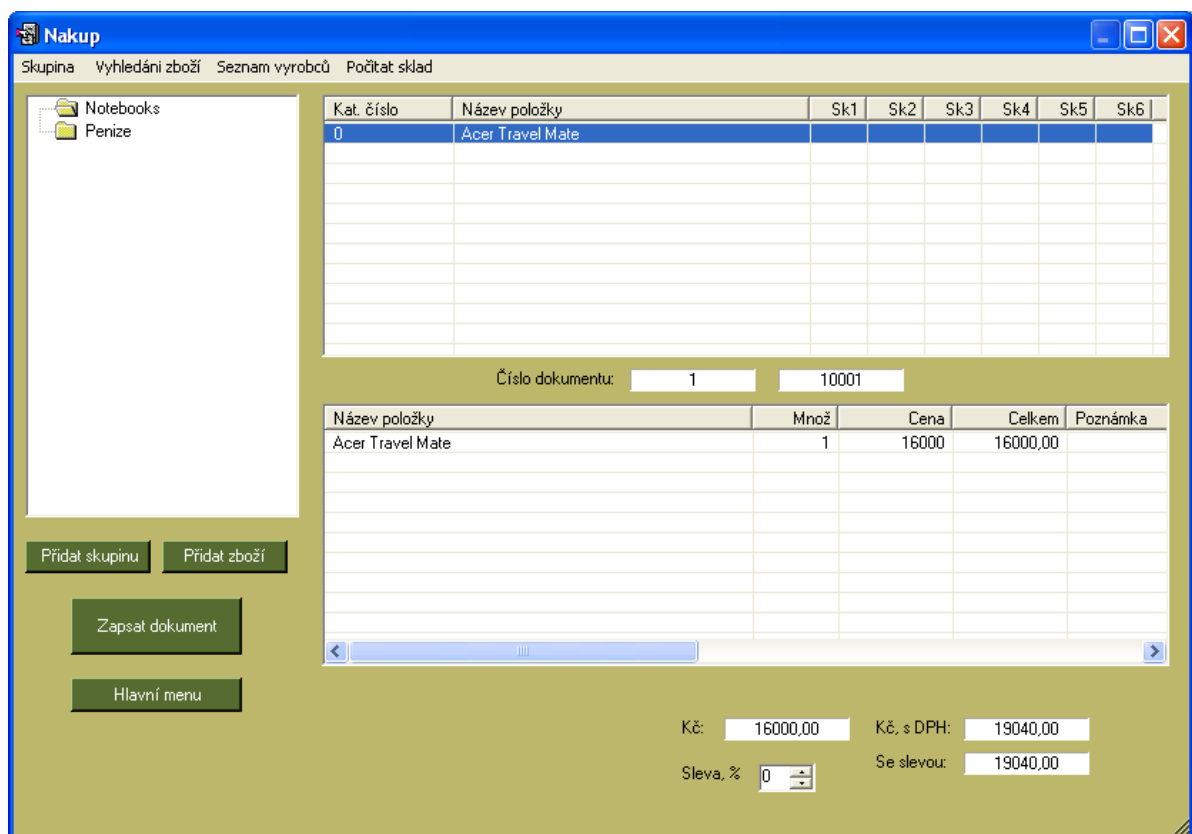 Nakup
Skupina Vyhledáni zboží Seznam vyrobců Počítat sklad
Notebooks
Penize
Kat. číslo Název položky Sk1 Sk2 Sk3 Sk4 Sk5 Sk6
0 Acer Travel Mate
Číslo dokumentu: 1 10001
Název položky Množ Cena Celkem Poznámka
Acer Travel Mate 1 16000 16000,00
Přidat skupinu Přidat zboží
Zapsat dokument
Hlavní menu
Kč: 16000,00 Kč, s DPH: 19040,00
Sleva, % 0 Se slevou: 19040,00